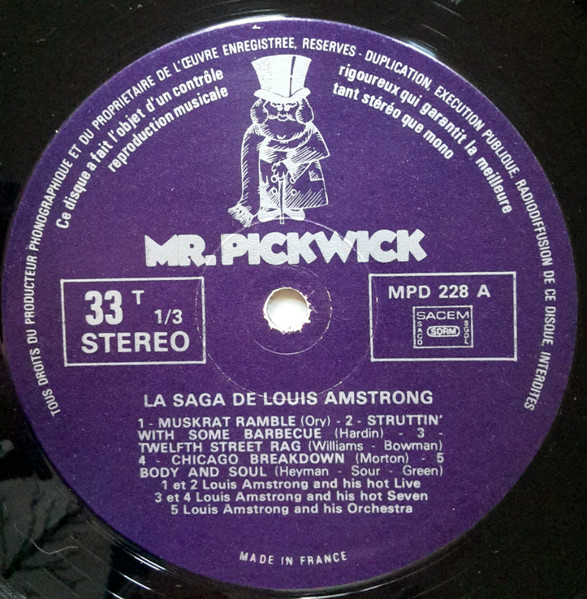 TOUS DROITS DU PRODUCTEUR PHONOGRAPHIQUE ET DU PROPRIETAIRE DE L'ŒUVRE ENREGISTREE, RESERVES - DUPLICATION, EXECUTION PUBLIQUE, RADIODIFFUSION DE CE DISQUE, INTERDITES
Ce disque a fait l'objet d'un contrôle rigoureux qui garentit la meilleure
reproduction musicale tant stéréo que mono
MR. PICKWICK
33 T 1/3
STEREO
MPD 228 A
SACEM
SACD SDRM SGDL
LA SAGA DE LOUIS AMSTRONG
1 - MUSKRAT RAMBLE (Ory) - 2 - STRUTTIN'
WITH SOME BARBECUE (Hardin) - 3 -
TWELFTH STREET RAG (Williams - Bowman)
4 - CHICAGO BREAKDOWN (Morton) - 5
BODY AND SOUL (Heyman - Sour - Green)
1 et 2 Louis Amstrong and his hot Live
3 et 4 Louis Amstrong and his hot Seven
5 Louis Amstrong and his Orchestra
MADE IN FRANCE